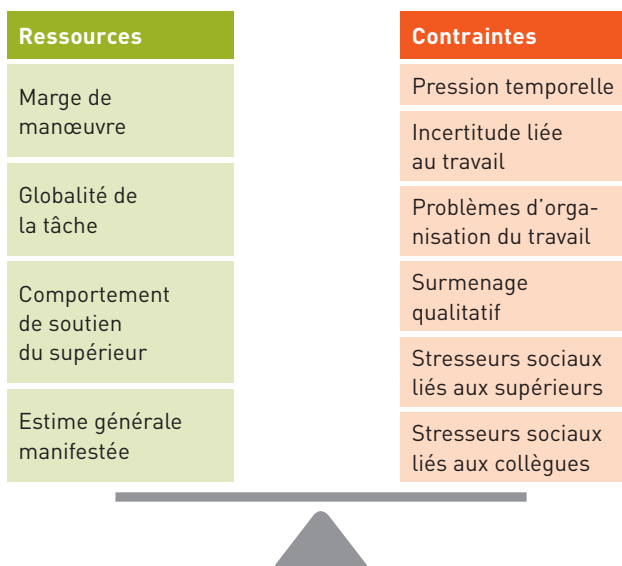 Ressources
Marge de
manœuvre
Globalité de
la tâche
Comportement
de soutien
du supérieur
Estime générale
manifestée
Contraintes
Pression temporelle
Incertitude liée
au travail
Problèmes d’orga-
nisation du travail
Surmenage
qualitatif
Stresseurs sociaux
liés aux supérieurs
Stresseurs sociaux
liés aux collègues